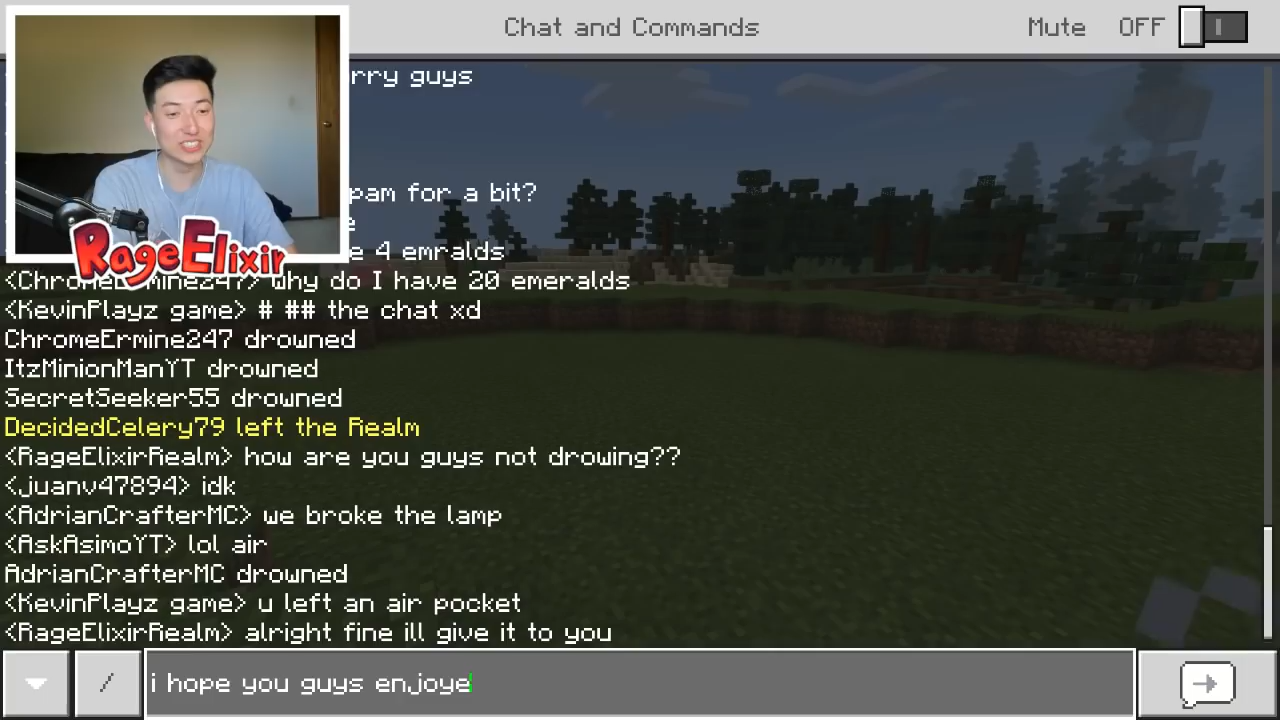 Chat and Commands
Mute OFF
rry guys
pam for a bit?
e
e 4 emralds
RageElixir
<ChromeErmine247> Why do I have 20 emeralds
<KevinPlayz game> # ## the chat xd
ChromeErmine247 drowned
ItzMinionManYT drowned
SecretSeeker55 drowned
DecidedCelery79 left the Realm
<RageElixirRealm> how are you guys not drowing??
<juanv47894> idk
<AdrianCrafterMC> we broke the lamp
<AskAsimoYT> lol air
AdrianCrafterMC drowned
<KevinPlayz game> u left an air pocket
<RageElixirRealm> alright fine ill give it to you
/
i hope you guys enjoye